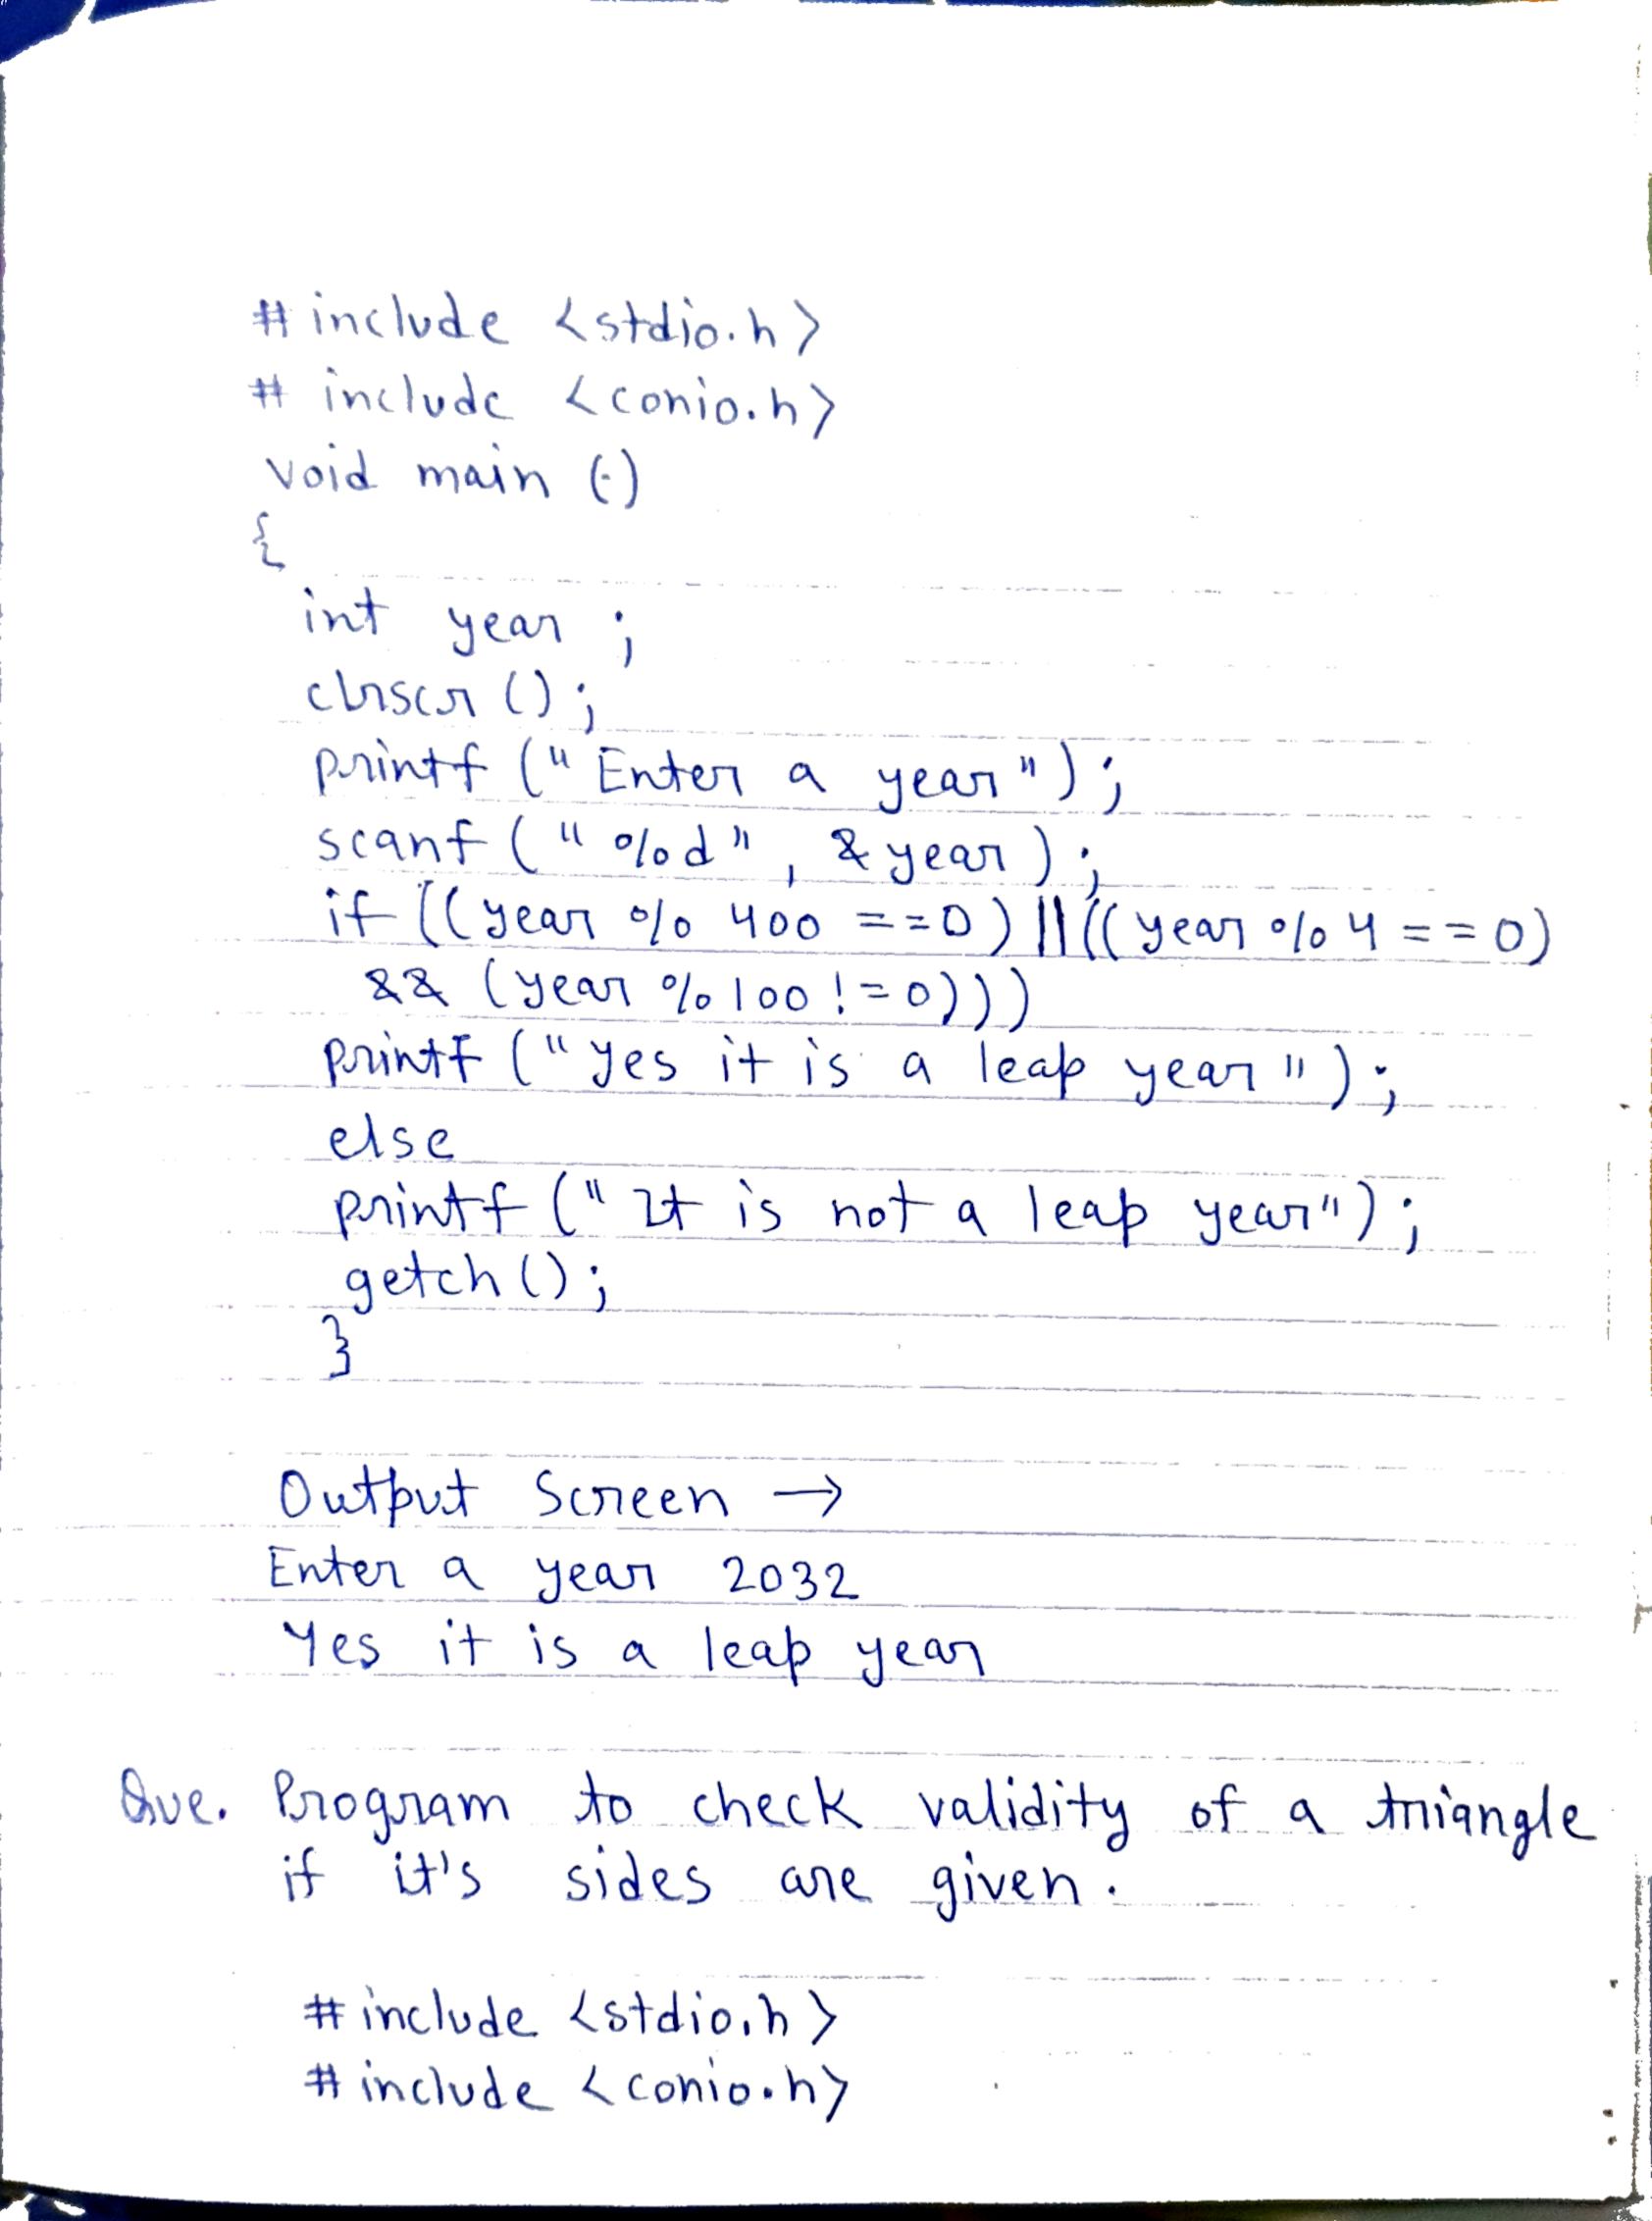 #include <stdio.h>
# include <conio.h>
void main ()
{
int year ;
clrscr ();
printf ("Enter a year");
scanf ("%d", &year);
if ((year % 400 ==0) ||((year % 4 ==0)
&& (year % 100 !=0)))
printf ("Yes it is a leap year");
else
printf ("It is not a leap year");
getch ();
}
Output Screen →
Enter a year 2032
Yes it is a leap year
Que. Program to check validity of a triangle
if it's sides are given.
#include <stdio.h>
#include <conio.h>